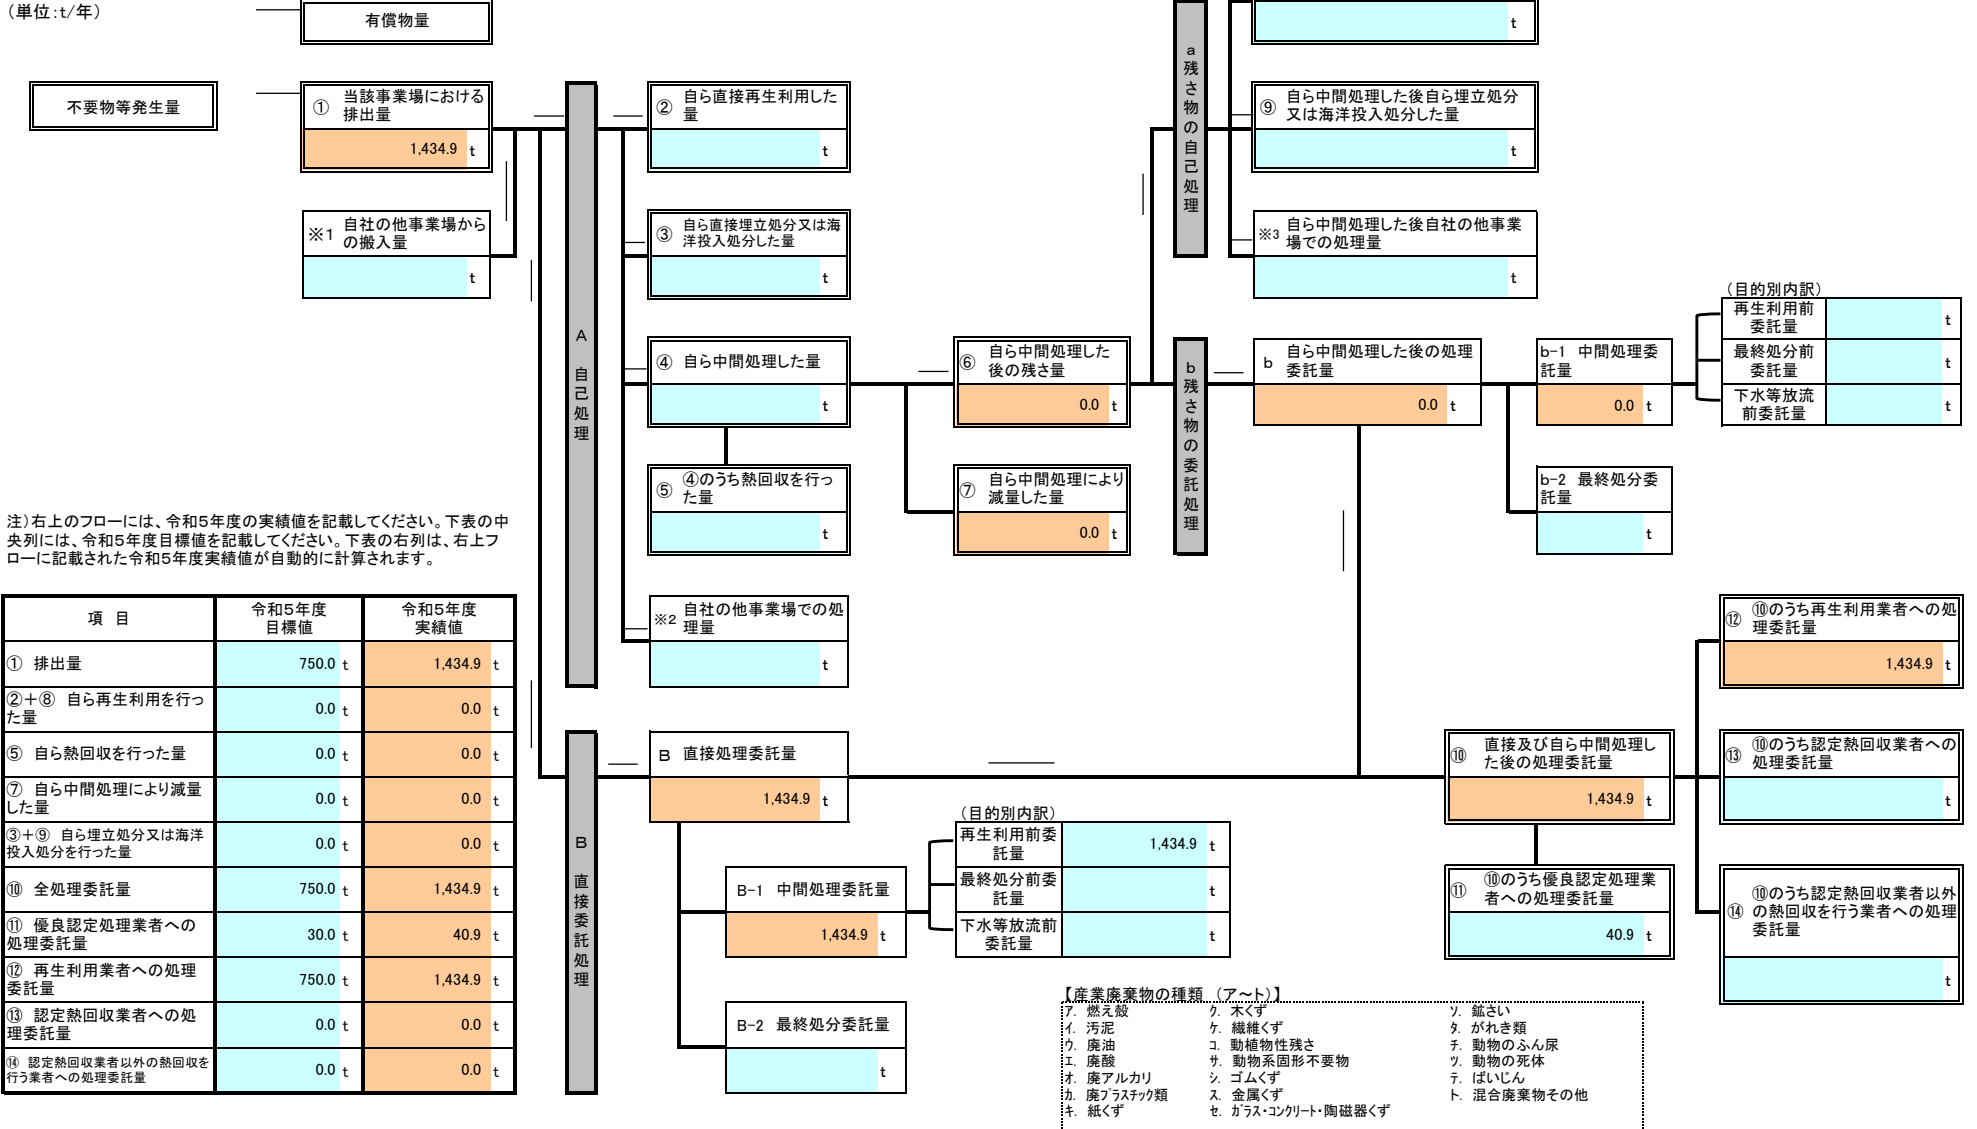 （単位：t/年）
有償物量
t
不要物等発生量
① 当該事業場における
排出量
1,434.9 t
※1 自社の他事業場から
の搬入量
t
A 自己処理
② 自ら直接再生利用した
量
t
③ 自ら直接埋立処分又は海
洋投入処分した量
t
④ 自ら中間処理した量
t
⑤ ④のうち熱回収を行っ
た量
t
※2 自社の他事業場での処
理量
t
⑥ 自ら中間処理した
後の残さ量
0.0 t
⑦ 自ら中間処理により
減量した量
0.0 t
a 残さ物の自己処理
⑨ 自ら中間処理した後自ら埋立処分
又は海洋投入処分した量
t
※3 自ら中間処理した後自社の他事業
場での処理量
t
b 残さ物の委託処理
b 自ら中間処理した後の処理
委託量
0.0 t
b-1 中間処理委
託量
0.0 t
b-2 最終処分委
託量
t
（目的別内訳）
再生利用前
委託量
t
最終処分前
委託量
t
下水等放流
前委託量
t
注）右上のフローには、令和5年度の実績値を記載してください。下表の中
央列には、令和5年度目標値を記載してください。下表の右列は、右上フ
ローに記載された令和5年度実績値が自動的に計算されます。
項 目 令和5年度 令和5年度
目標値 実績値
① 排出量 750.0 t 1,434.9 t
②＋⑧ 自ら再生利用を行っ
た量 0.0 t 0.0 t
⑤ 自ら熱回収を行った量 0.0 t 0.0 t
⑦ 自ら中間処理により減量
した量 0.0 t 0.0 t
③＋⑨ 自ら埋立処分又は海洋
投入処分を行った量 0.0 t 0.0 t
⑩ 全処理委託量 750.0 t 1,434.9 t
⑪ 優良認定処理業者への
処理委託量 30.0 t 40.9 t
⑫ 再生利用業者への処理
委託量 750.0 t 1,434.9 t
⑬ 認定熱回収業者への処
理委託量 0.0 t 0.0 t
⑭ 認定熱回収業者以外の熱回収を
行う業者への処理委託量 0.0 t 0.0 t
B 直接委託処理
B 直接処理委託量
1,434.9 t
B-1 中間処理委託量
1,434.9 t
B-2 最終処分委託量
t
（目的別内訳）
再生利用前委
託量
1,434.9 t
最終処分前委
託量
t
下水等放流前
委託量
t
⑩ 直接及び自ら中間処理し
た後の処理委託量
1,434.9 t
⑪ ⑩のうち優良認定処理業
者への処理委託量
40.9 t
⑫ ⑩のうち再生利用業者への処
理委託量
1,434.9 t
⑬ ⑩のうち認定熱回収業者への
処理委託量
t
⑭ ⑩のうち認定熱回収業者以外
の熱回収を行う業者への処理
委託量
t
【産業廃棄物の種類 （ア～ト）】
ア. 燃え殻 ク. 木くず ソ. 鉱さい
イ. 汚泥 ケ. 繊維くず タ. がれき類
ウ. 廃油 コ. 動植物性残さ チ. 動物のふん尿
エ. 廃酸 サ. 動物系固形不要物 ツ. 動物の死体
オ. 廃アルカリ シ. ゴムくず テ. ばいじん
カ. 廃プラスチック類 ス. 金属くず ト. 混合廃棄物その他
キ. 紙くず セ. ガラス・コンクリート・陶磁器くず